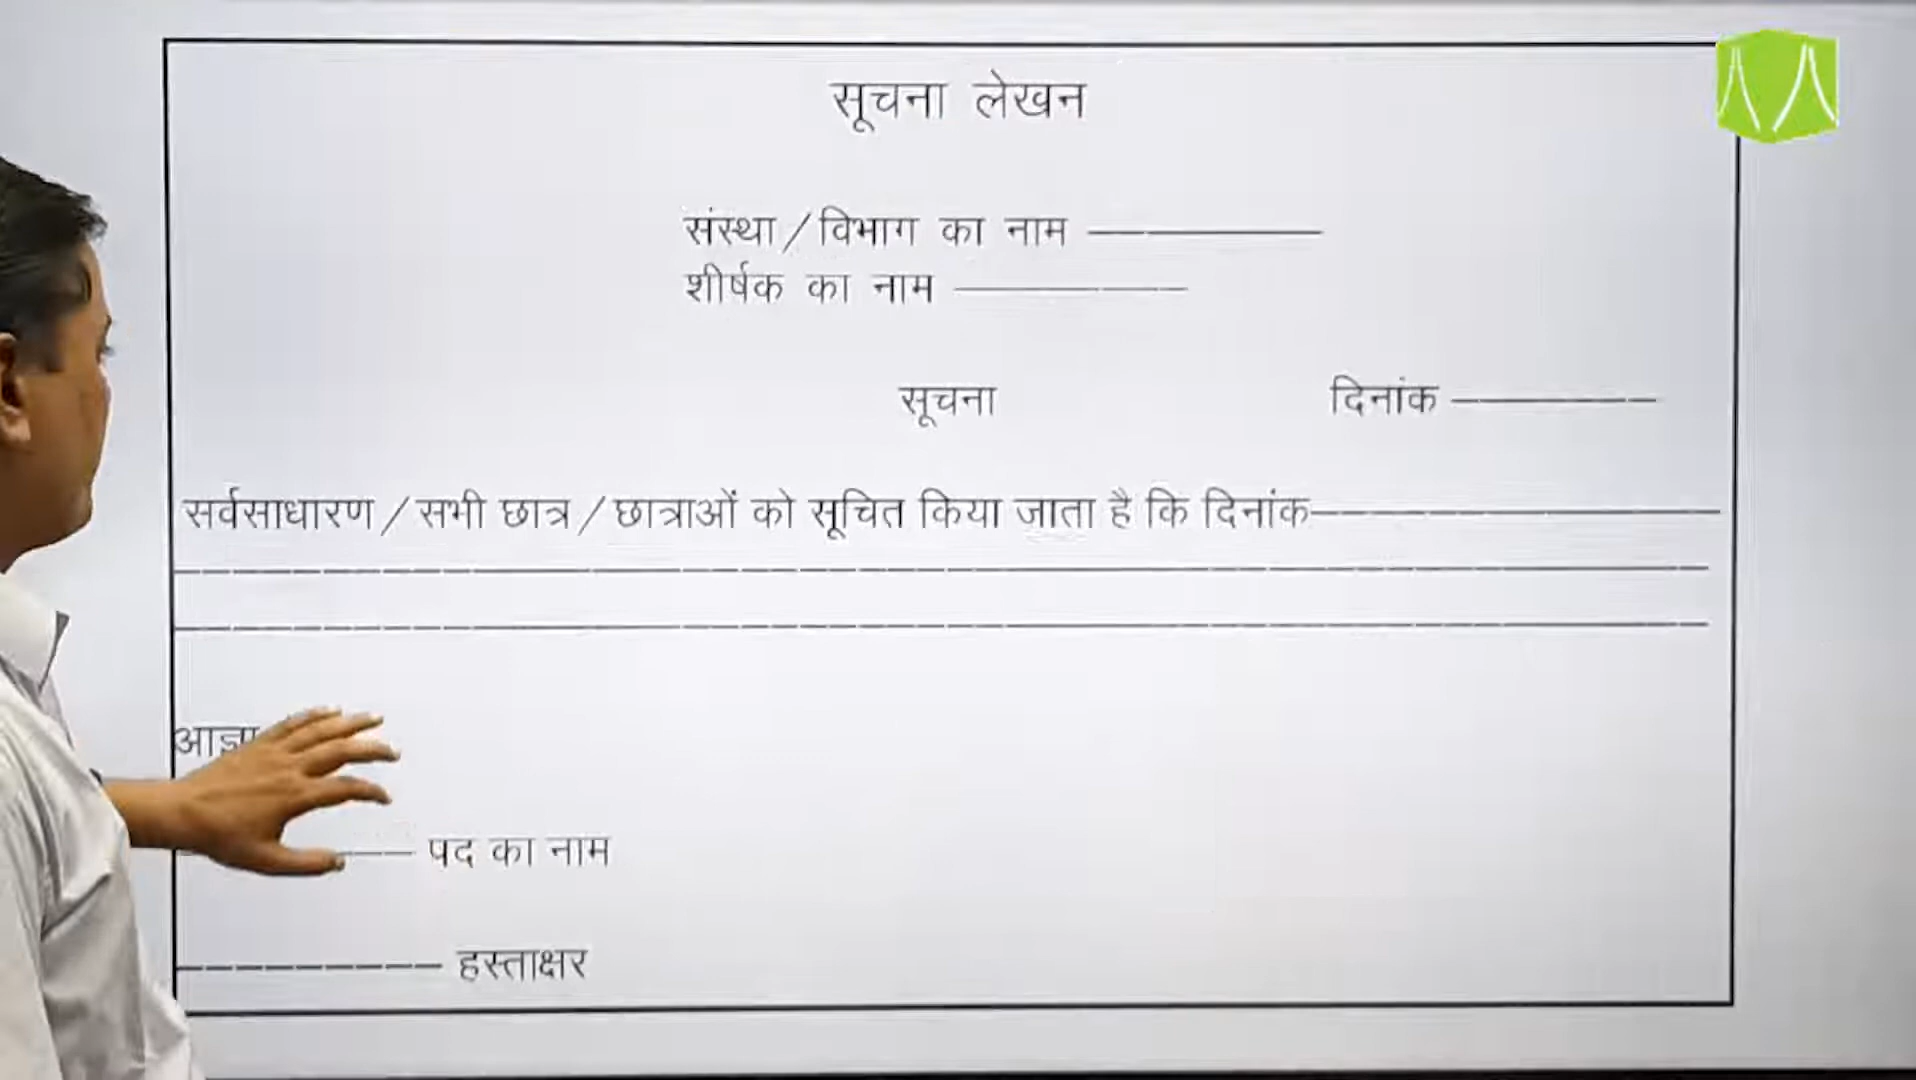 सूचना लेखन
संस्था/विभाग का नाम ————
शीर्षक का नाम ————
सूचना दिनांक ————
सर्वसाधारण/सभी छात्र/छात्राओं को सूचित किया जाता है कि दिनांक————
पद का नाम
हस्ताक्षर